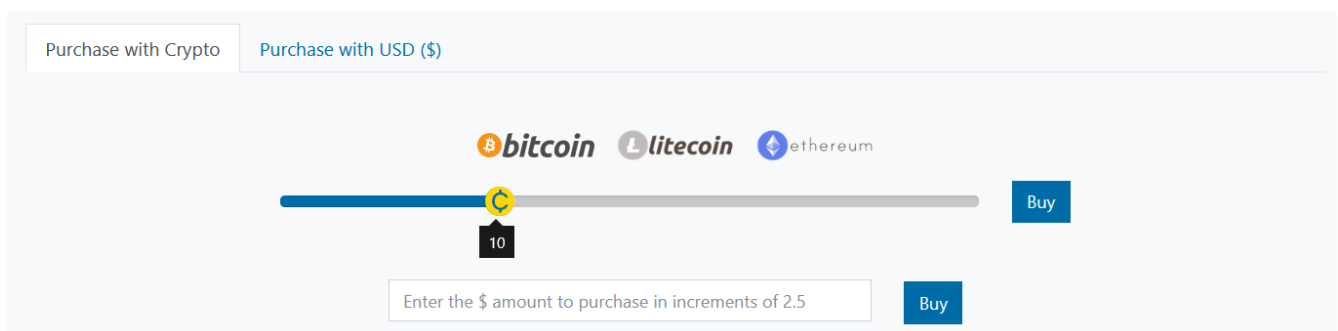 Purchase with Crypto Purchase with USD ($)
bitcoin litecoin ethereum
Buy
10
Enter the $ amount to purchase in increments of 2.5 Buy